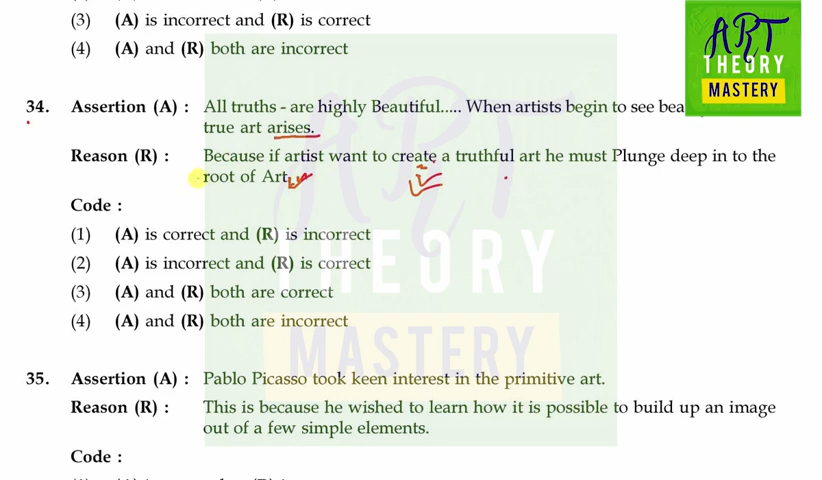 (3) (A) is incorrect and (R) is correct
(4) (A) and (R) both are incorrect
ART
THEORY
MASTERY
34. Assertion (A) : All truths - are highly Beautiful..... When artists begin to see
true art arises.
Reason (R) : Because if artist want to create a truthful art he must Plunge deep in to the
root of Art.
Code :
(1) (A) is correct and (R) is incorrect
(2) (A) is incorrect and (R) is correct
(3) (A) and (R) both are correct
(4) (A) and (R) both are incorrect
ART
THEORY
MASTERY
35. Assertion (A) : Pablo Picasso took keen interest in the primitive art.
Reason (R) : This is because he wished to learn how it is possible to build up an image
out of a few simple elements.
Code :